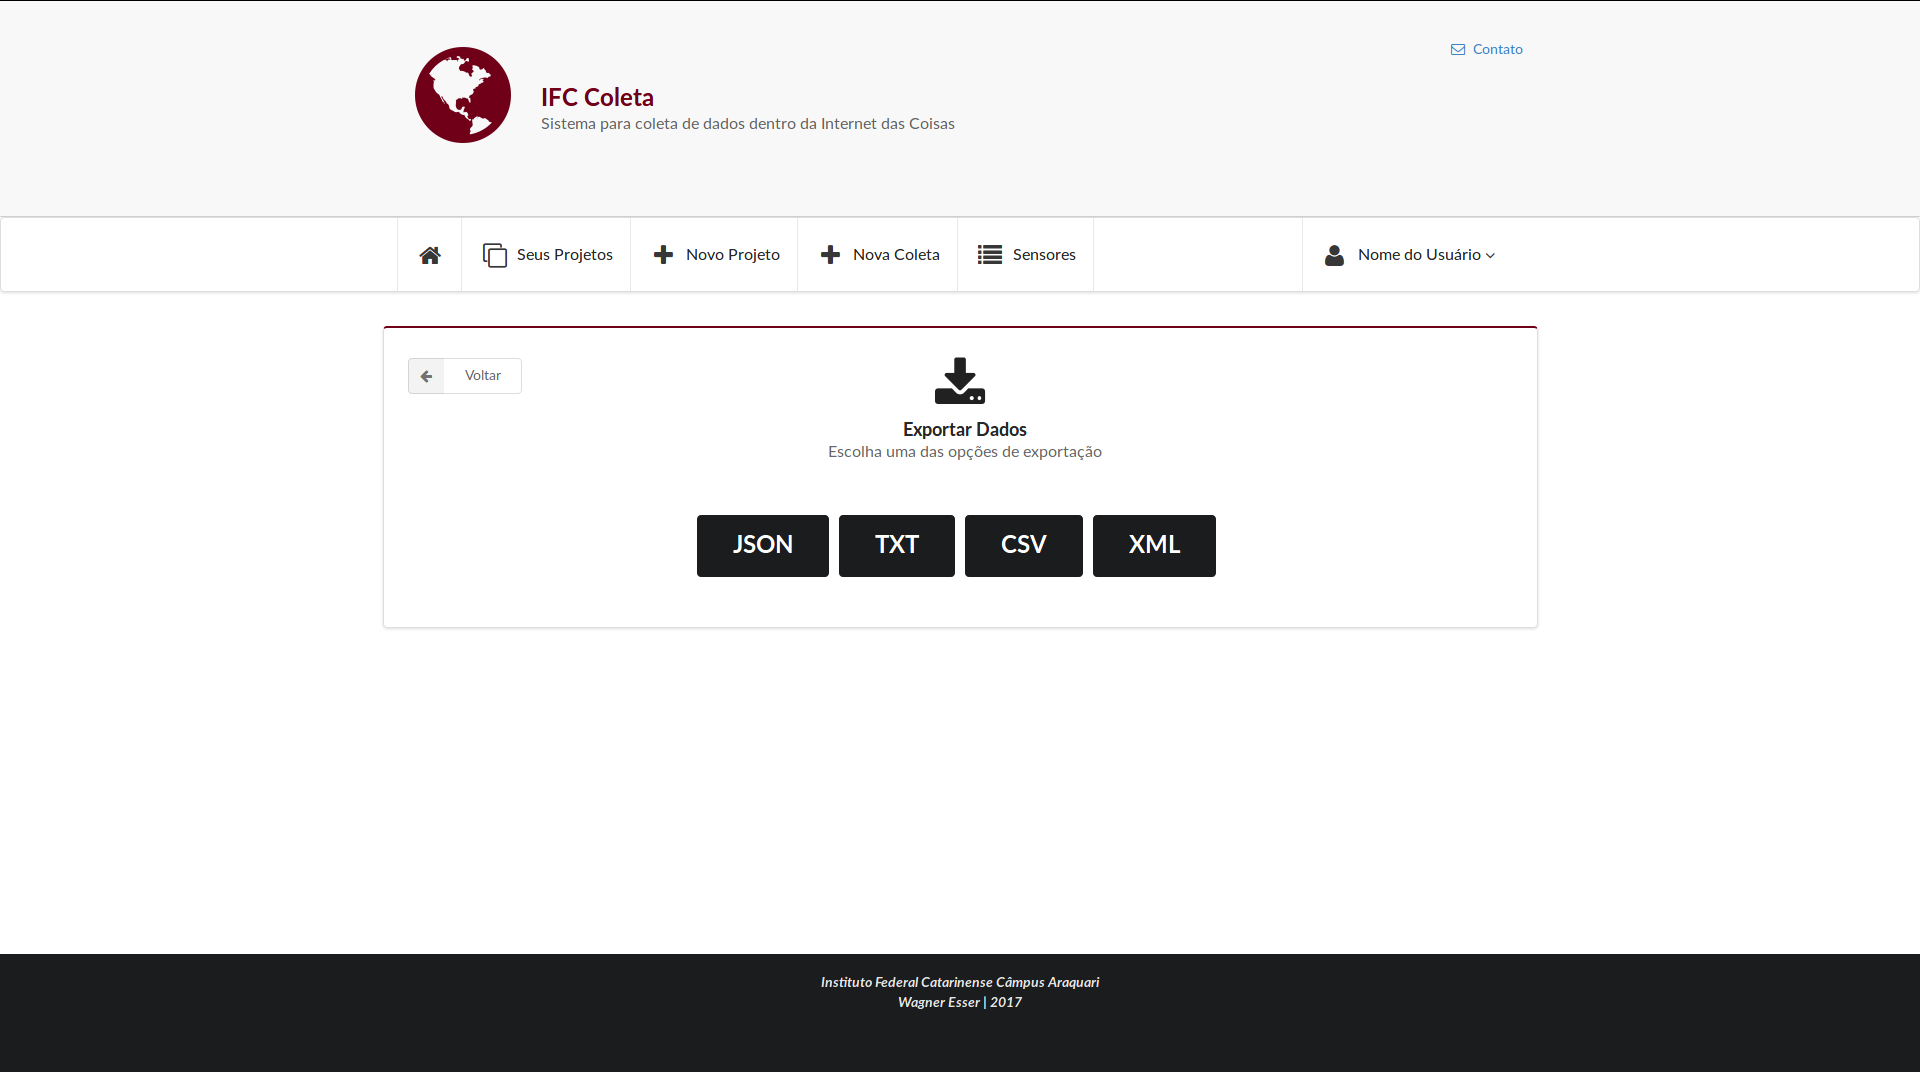 Contato
IFC Coleta
Sistema para coleta de dados dentro da Internet das Coisas
Seus Projetos
Novo Projeto
Nova Coleta
Sensores
Nome do Usuário
Voltar
Exportar Dados
Escolha uma das opções de exportação
JSON
TXT
CSV
XML
Instituto Federal Catarinense Câmpus Araquari
Wagner Esser | 2017